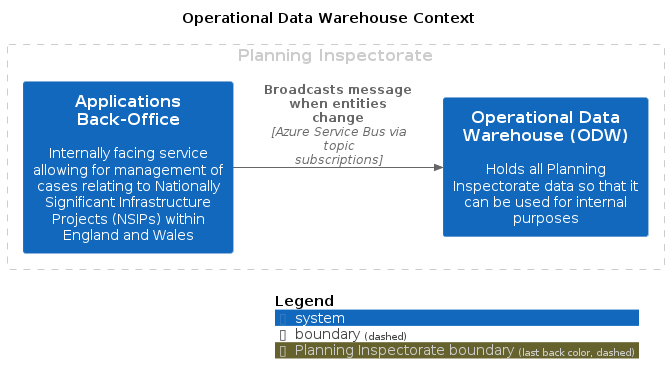 Operational Data Warehouse Context
Planning Inspectorate
Applications
Back-Office
Internally facing service
allowing for management of
cases relating to Nationally
Significant Infrastructure
Projects (NSIPs) within
England and Wales
Broadcasts message
when entities
change
[Azure Service Bus via
topic
subscriptions]
Operational Data
Warehouse (ODW)
Holds all Planning
Inspectorate data so that it
can be used for internal
purposes
Legend
system
boundary (dashed)
Planning Inspectorate boundary (last back color, dashed)